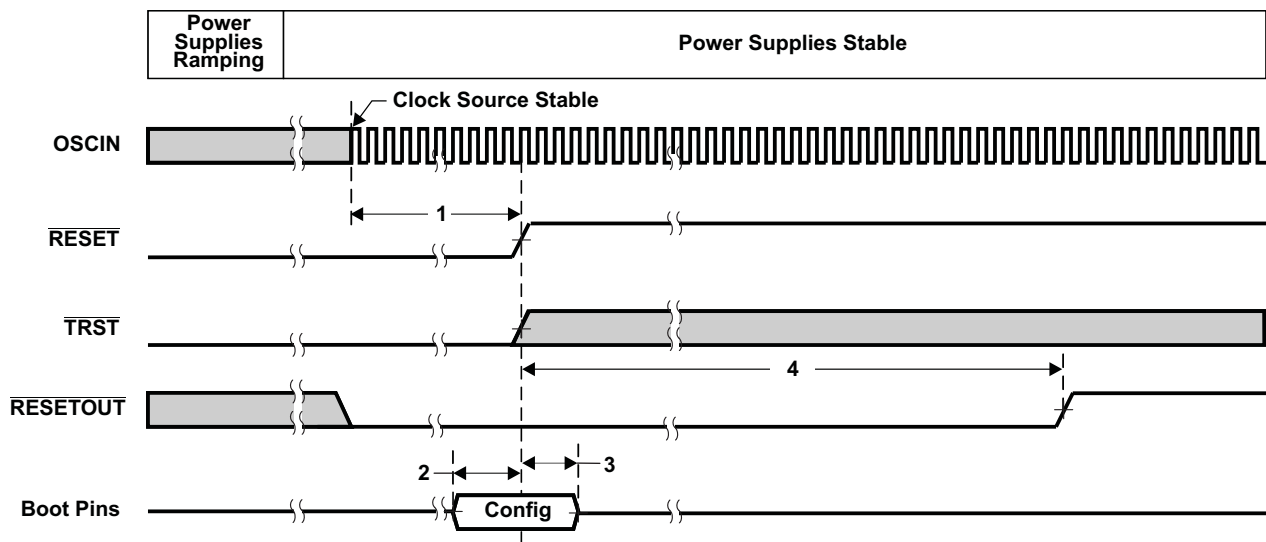 Power
Supplies
Ramping
Power Supplies Stable
Clock Source Stable
OSCIN
1
RESET
TRST
4
RESETOUT
2
3
Boot Pins
Config